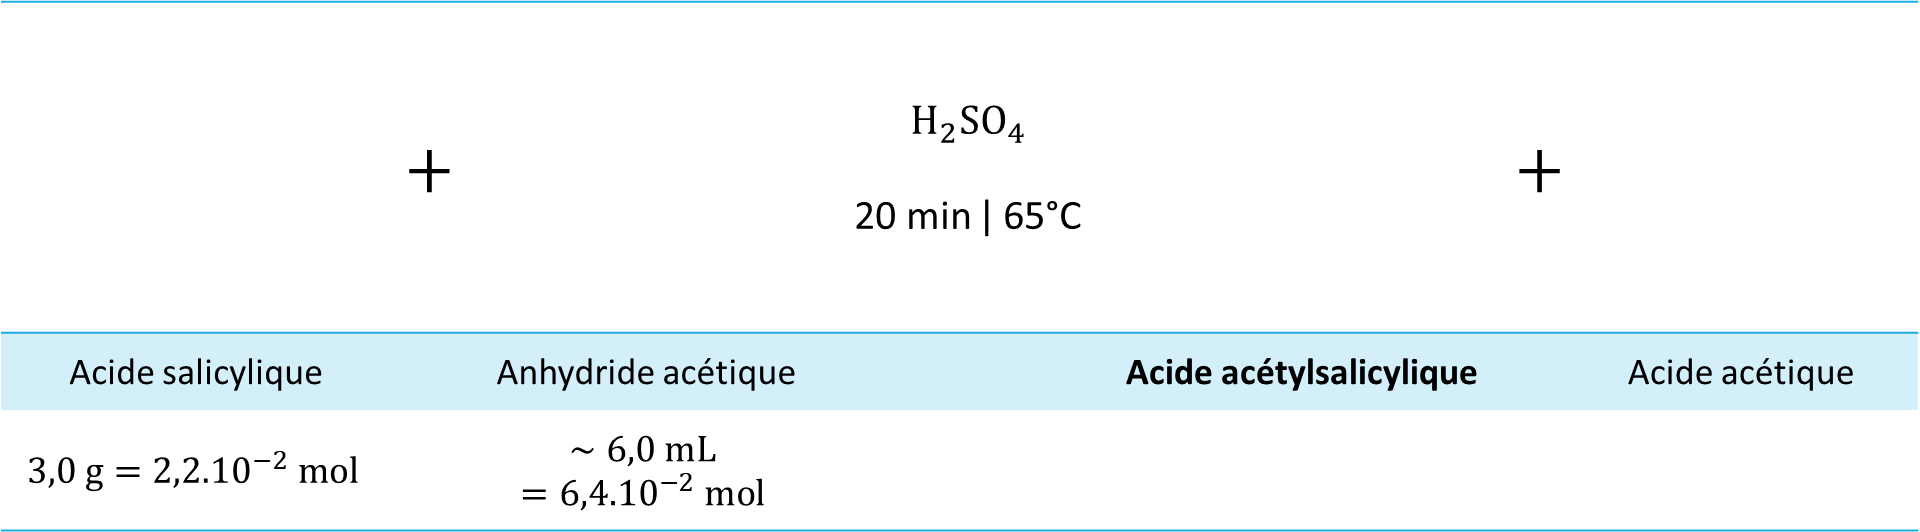 +
H₂SO₄
20 min | 65°C
+
Acide salicylique
Anhydride acétique
Acide acétylsalicylique
Acide acétique
3,0 g = 2,2.10⁻² mol
~ 6,0 mL
= 6,4.10⁻² mol